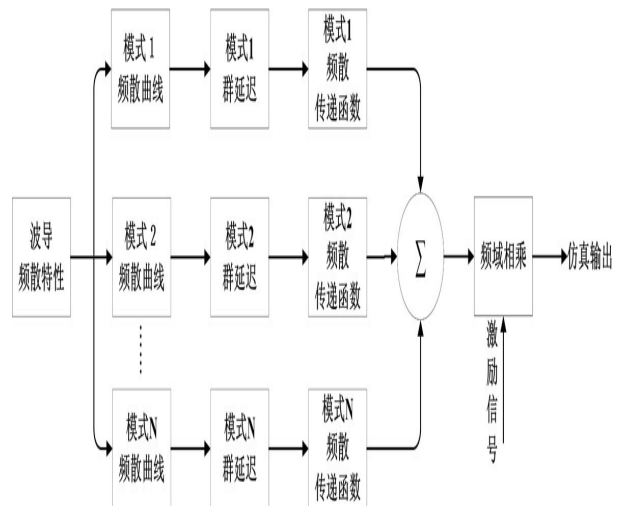 模式1
频散曲线
模式1
群延迟
模式1
频散
传递函数
波导
频散特性
模式2
频散曲线
模式2
群延迟
模式2
频散
传递函数
Σ
频域相乘
仿真输出
激励信号
模式N
频散曲线
模式N
群延迟
模式N
频散
传递函数